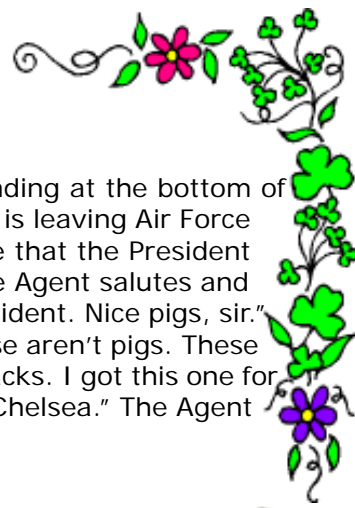 nding at the bottom of
is leaving Air Force
e that the President
e Agent salutes and
ident. Nice pigs, sir."
se aren't pigs. These
cks. I got this one for
Chelsea." The Agent